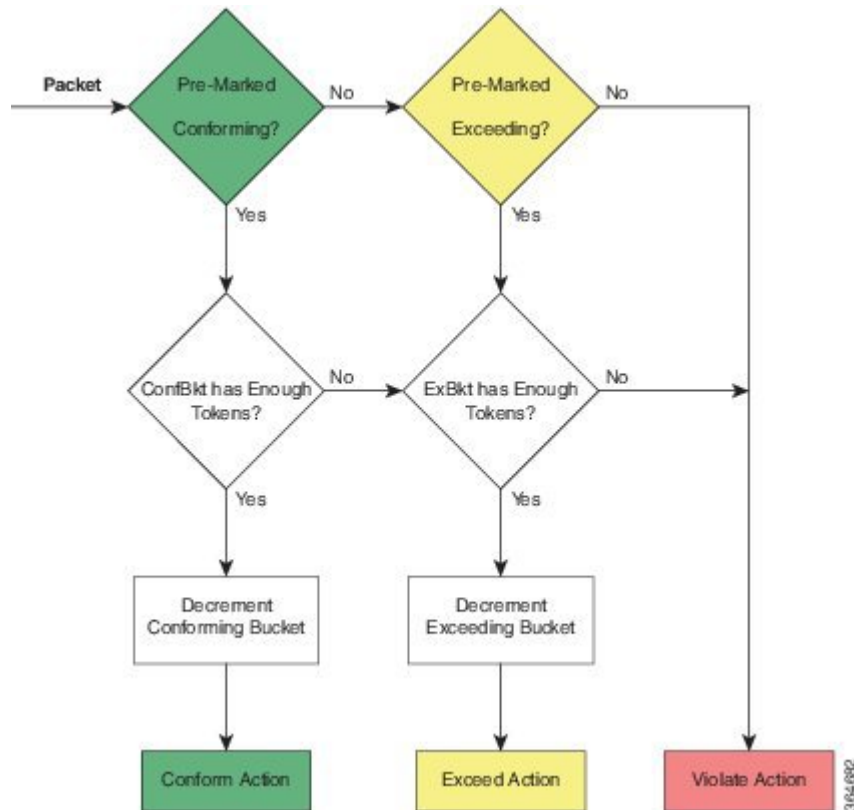 Packet
Pre-Marked
Conforming?
No
Pre-Marked
Exceeding?
No
Yes
Yes
ConfBkt has Enough
Tokens?
No
ExBkt has Enough
Tokens?
No
Yes
Yes
Decrement
Conforming Bucket
Decrement
Exceeding Bucket
Conform Action
Exceed Action
Violate Action